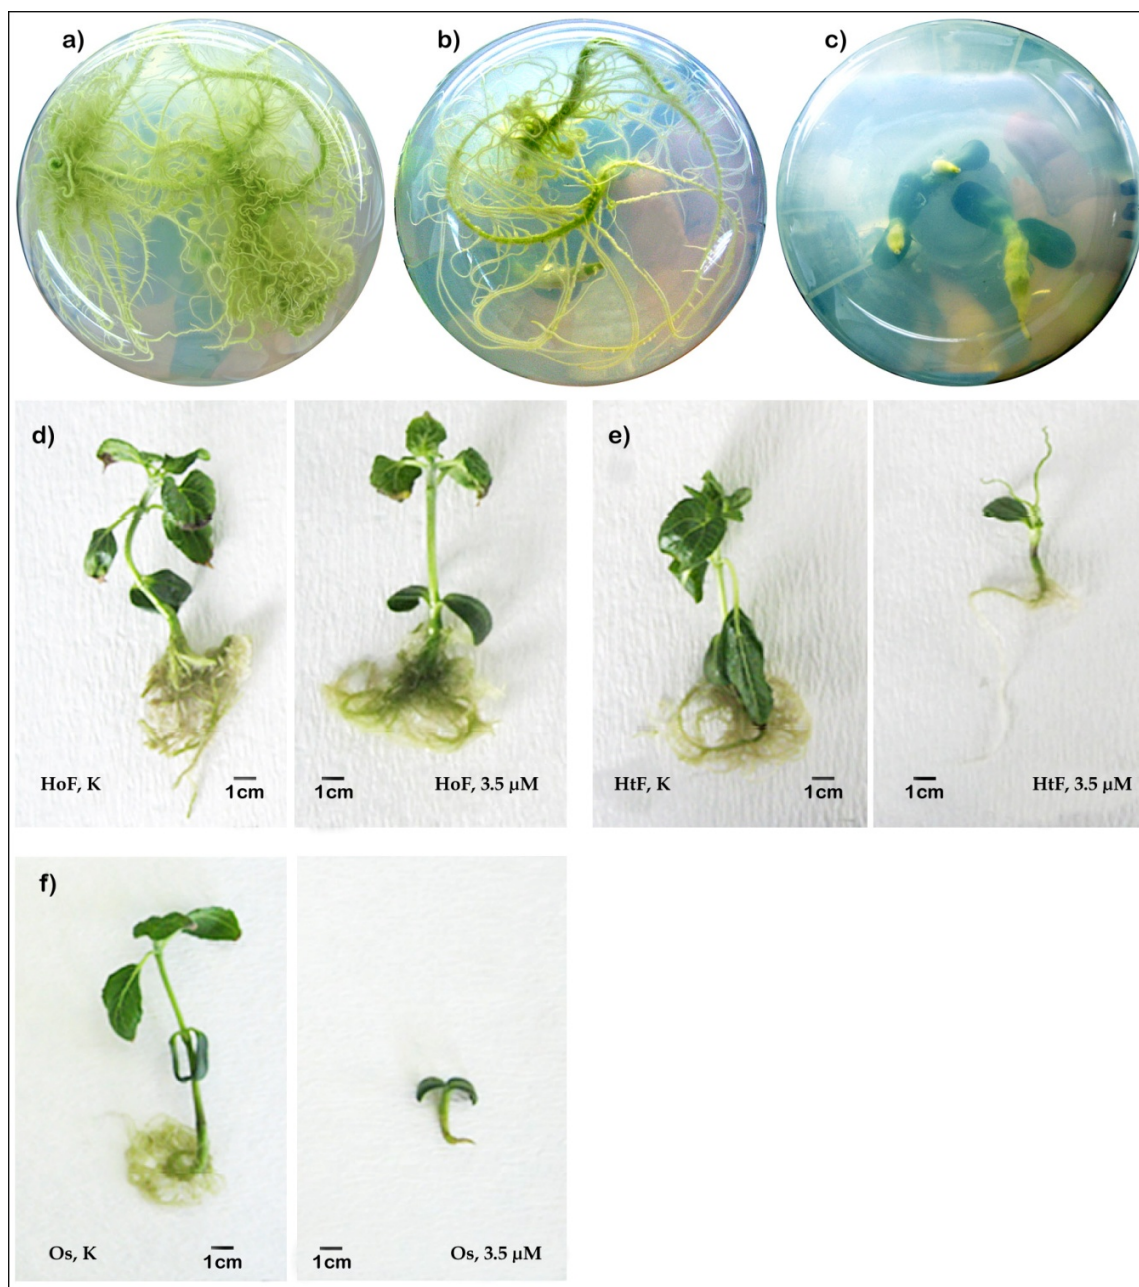 a)
b)
c)
d)
HoF, K
1cm
1cm
HoF, 3.5 µM
e)
HtF, K
1cm
1cm
HtF, 3.5 µM
f)
Os, K
1cm
1cm
Os, 3.5 µM